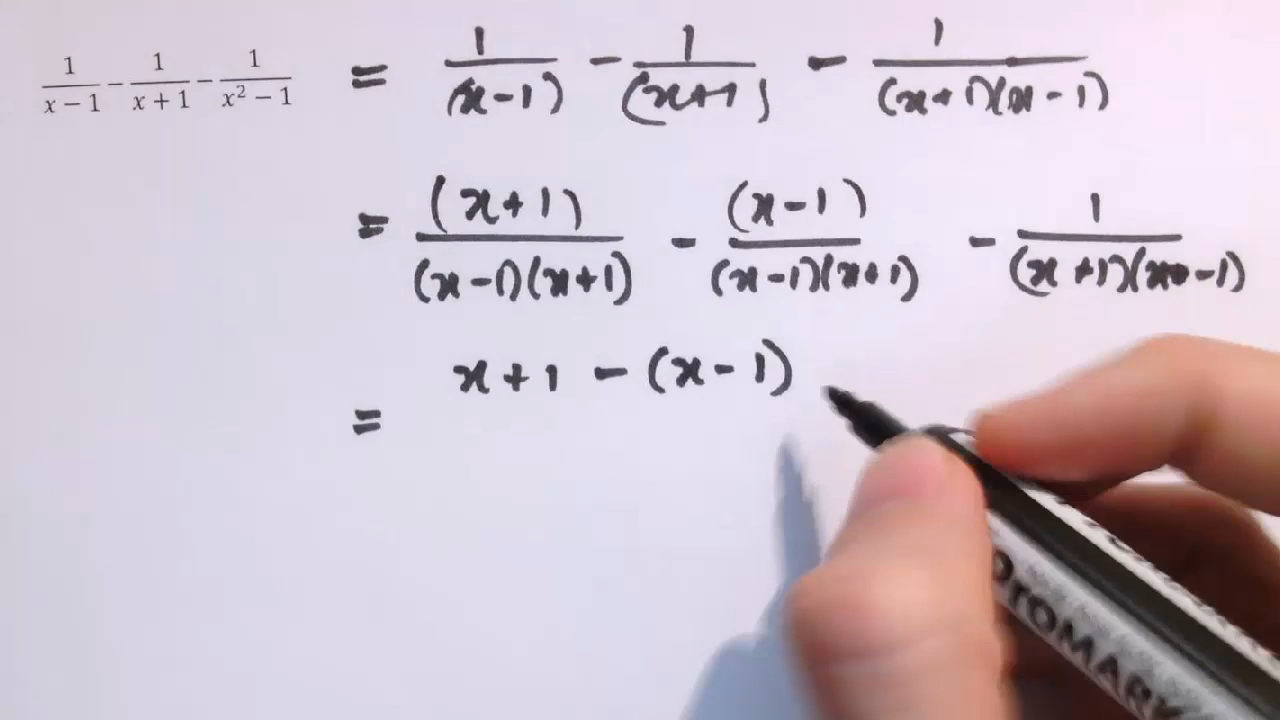 1/(x − 1) − 1/(x + 1) − 1/(x² − 1) = 1/(x − 1) − 1/(x + 1) − 1/((x + 1)(x − 1))
= (x + 1)/((x − 1)(x + 1)) − (x − 1)/((x − 1)(x + 1)) − 1/((x + 1)(x − 1))
= x + 1 − (x − 1)
OTOMARK